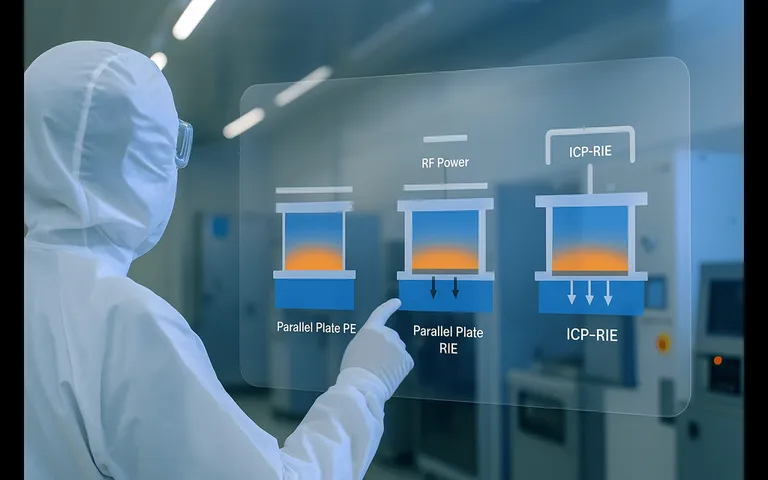 RF Power
ICP-RIE
Parallel Plate PE
Parallel Plate
RIE
ICP–RIE